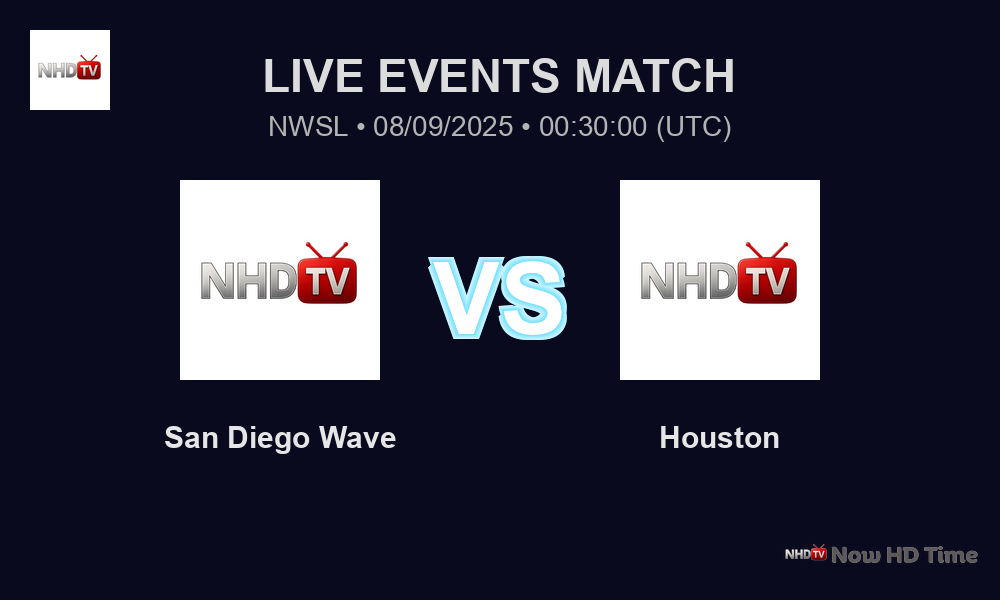 NHDTV
LIVE EVENTS MATCH
NWSL • 08/09/2025 • 00:30:00 (UTC)
NHDTV
VS
NHDTV
San Diego Wave
Houston
NHDTV Now HD Time